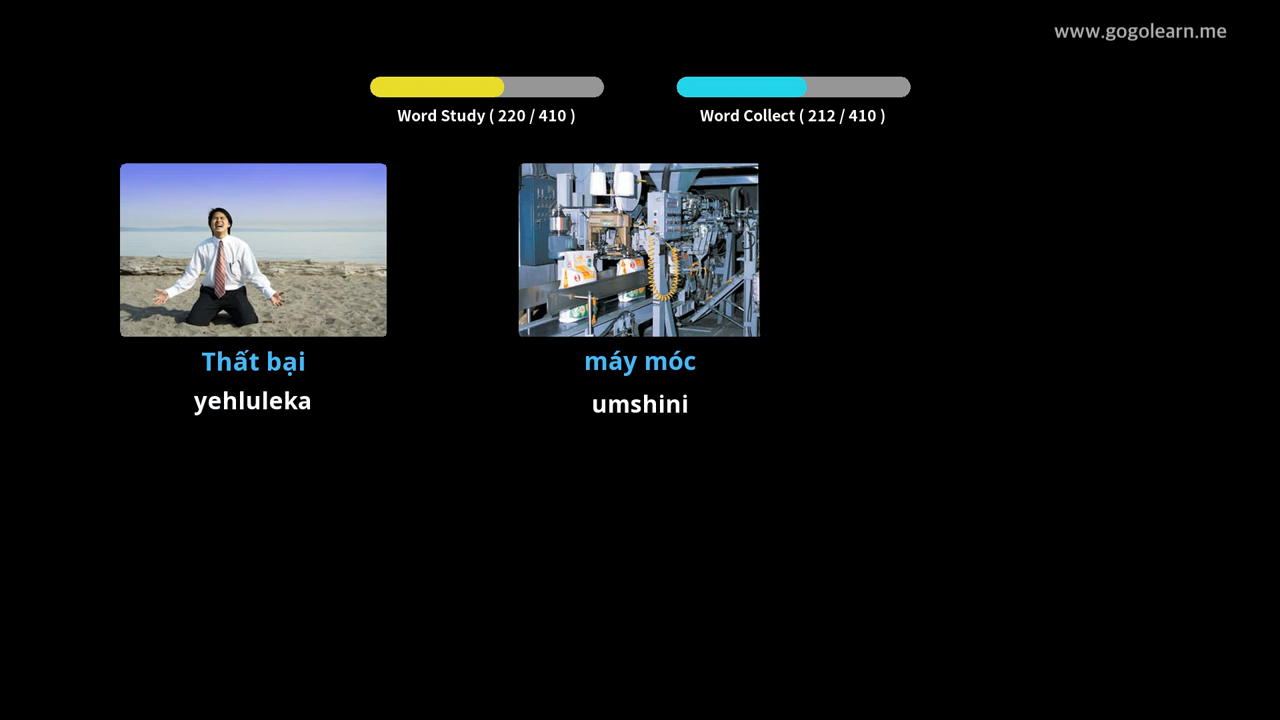 www.gogolearn.me
Word Study ( 220 / 410 )
Word Collect ( 212 / 410 )
Thất bại
yehluleka
máy móc
umshini